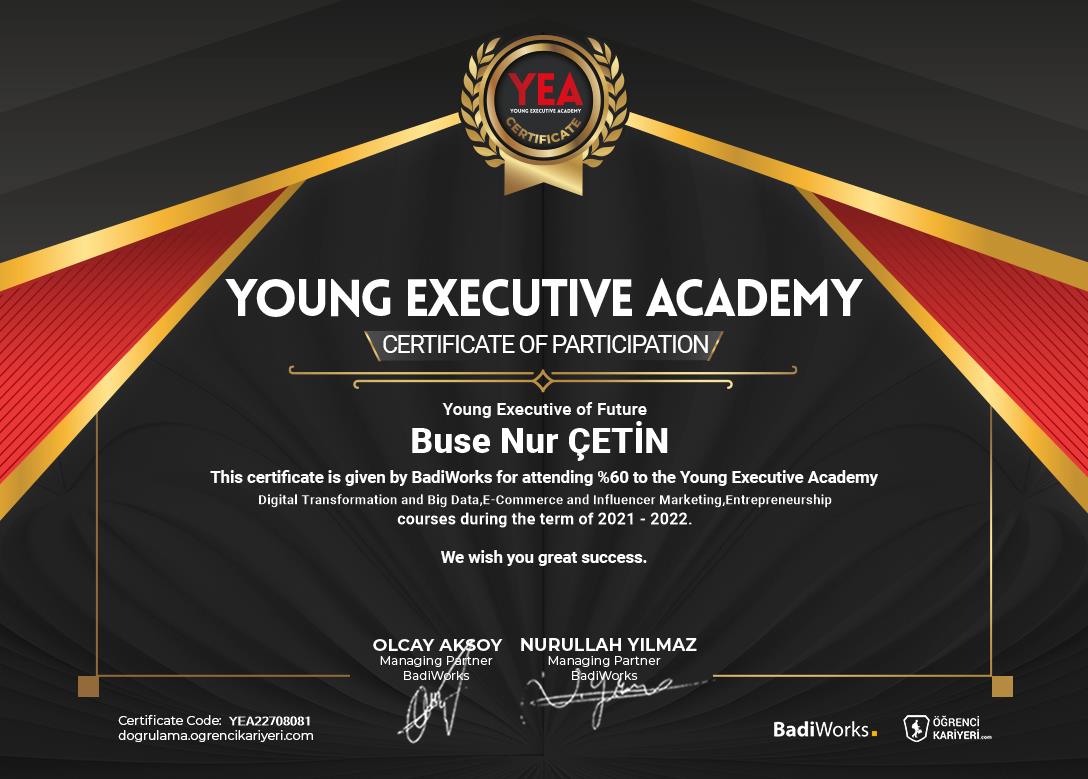 YEA
YOUNG EXECUTIVE ACADEMY
CERTIFICATE
YOUNG EXECUTIVE ACADEMY
CERTIFICATE OF PARTICIPATION
Young Executive of Future
Buse Nur ÇETİN
This certificate is given by BadiWorks for attending %60 to the Young Executive Academy
Digital Transformation and Big Data,E-Commerce and Influencer Marketing,Entrepreneurship
courses during the term of 2021 - 2022.
We wish you great success.
OLCAY AKSOY
Managing Partner
BadiWorks
NURULLAH YILMAZ
Managing Partner
BadiWorks
Certificate Code: YEA22708081
dogrulama.ogrencikariyeri.com
BadiWorks.
ÖĞRENCİ
KARİYERİ.com